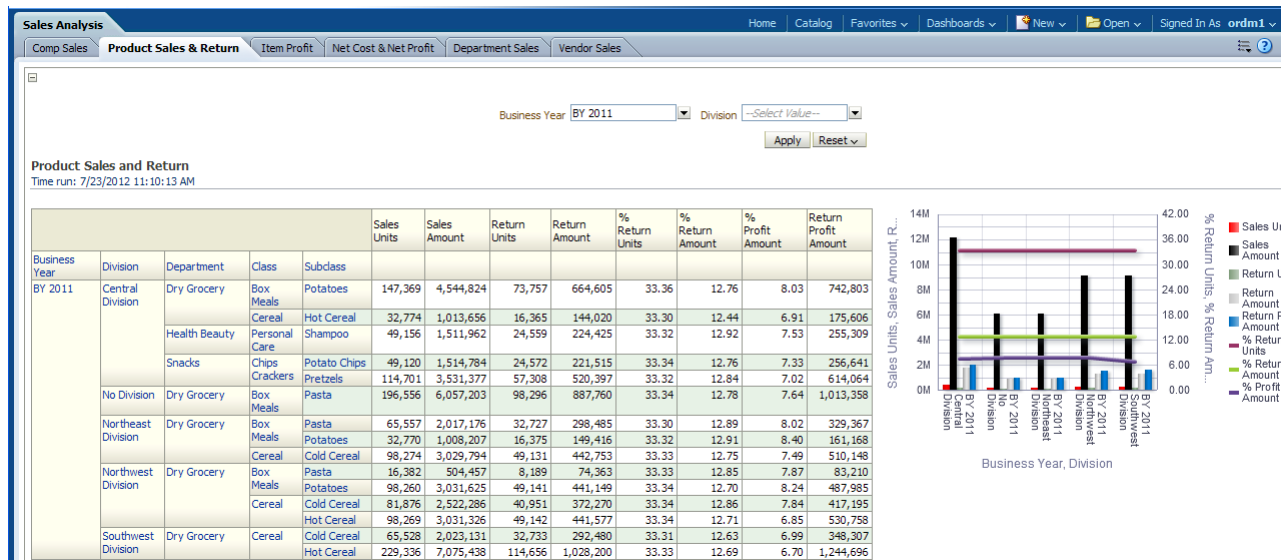 Sales Analysis
Home Catalog Favorites Dashboards New Open Signed In As ordm1
Comp Sales Product Sales & Return Item Profit Net Cost & Net Profit Department Sales Vendor Sales
Business Year BY 2011 Division --Select Value--
Apply Reset
Product Sales and Return
Time run: 7/23/2012 11:10:13 AM
Sales Units Sales Amount Return Units Return Amount % Return Units % Return Amount % Profit Amount Return Profit Amount
Business Year Division Department Class Subclass
BY 2011 Central Division Dry Grocery Box Meals Potatoes 147,369 4,544,824 73,757 664,605 33.36 12.76 8.03 742,803
Cereal Hot Cereal 32,774 1,013,656 16,365 144,020 33.30 12.44 6.91 175,606
Health Beauty Personal Care Shampoo 49,156 1,511,962 24,559 224,425 33.32 12.92 7.53 255,309
Snacks Chips Crackers Potato Chips 49,120 1,514,784 24,572 221,515 33.34 12.76 7.33 256,641
Pretzels 114,701 3,531,377 57,308 520,397 33.32 12.84 7.02 614,064
No Division Dry Grocery Box Meals Pasta 196,556 6,057,203 98,296 887,760 33.34 12.78 7.64 1,013,358
Northeast Division Dry Grocery Box Meals Pasta 65,557 2,017,176 32,727 298,485 33.30 12.89 8.02 329,367
Potatoes 32,770 1,008,207 16,375 149,416 33.32 12.91 8.40 161,168
Cereal Cold Cereal 98,274 3,029,794 49,131 442,753 33.33 12.75 7.49 510,148
Northwest Division Dry Grocery Box Meals Pasta 16,382 504,457 8,189 74,363 33.33 12.85 7.87 83,210
Potatoes 98,260 3,031,625 49,141 441,149 33.34 12.70 8.24 487,985
Cereal Cold Cereal 81,876 2,522,286 40,951 372,270 33.34 12.86 7.84 417,195
Hot Cereal 98,269 3,031,326 49,142 441,577 33.34 12.71 6.85 530,758
Southwest Division Dry Grocery Cereal Cold Cereal 65,528 2,023,131 32,733 292,480 33.31 12.63 6.99 348,307
Hot Cereal 229,336 7,075,438 114,656 1,028,200 33.33 12.69 6.70 1,244,696
Sales Units, Sales Amount, R...
14M
12M
10M
8M
6M
4M
2M
0M
42.00
36.00
30.00
24.00
18.00
12.00
6.00
0.00
% Return Units, % Return Am...
BY 2011 Central Division
BY 2011 No Division
BY 2011 Northeast Division
BY 2011 Northwest Division
BY 2011 Southwest Division
Business Year, Division
Sales Un
Sales
Amount
Return U
Return
Amount
Return P
Amount
% Retur
Units
% Retur
Amount
% Profit
Amount